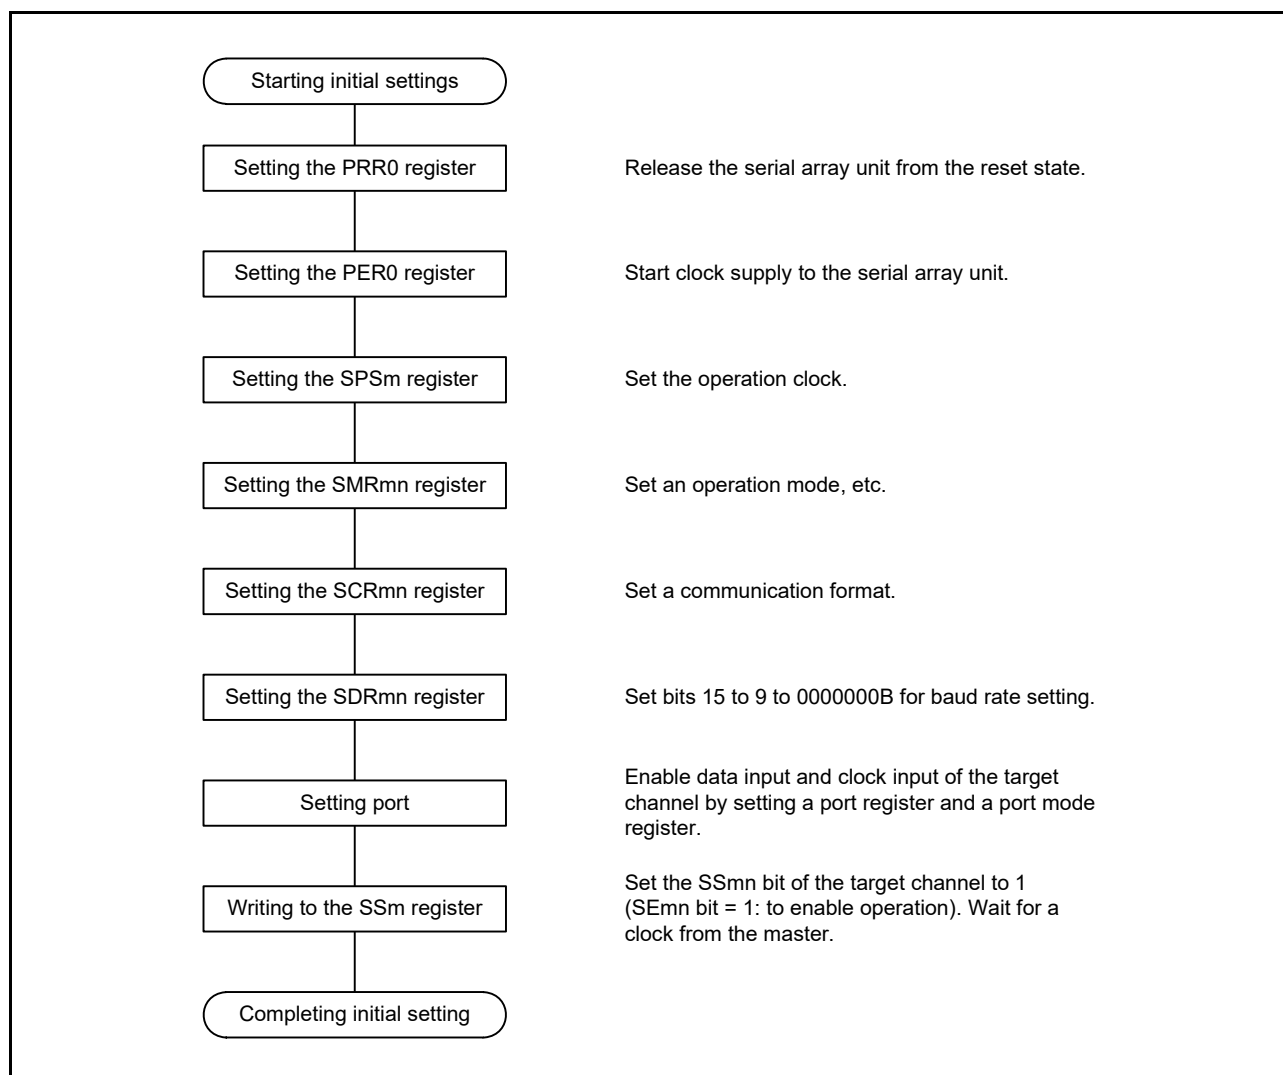 Starting initial settings
Setting the PRR0 register
Release the serial array unit from the reset state.
Setting the PER0 register
Start clock supply to the serial array unit.
Setting the SPSm register
Set the operation clock.
Setting the SMRmn register
Set an operation mode, etc.
Setting the SCRmn register
Set a communication format.
Setting the SDRmn register
Set bits 15 to 9 to 0000000B for baud rate setting.
Setting port
Enable data input and clock input of the target
channel by setting a port register and a port mode
register.
Writing to the SSm register
Set the SSmn bit of the target channel to 1
(SEmn bit = 1: to enable operation). Wait for a
clock from the master.
Completing initial setting